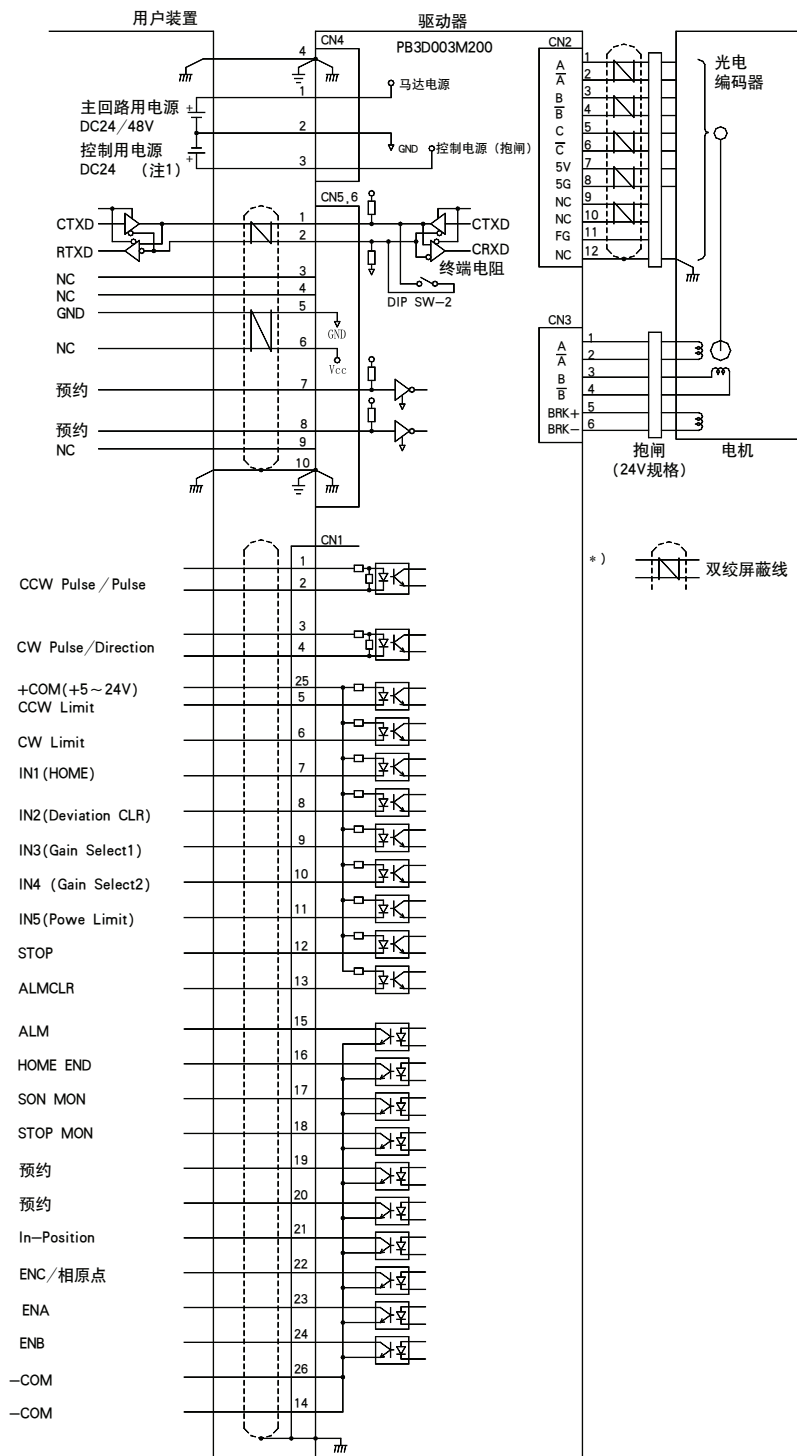 用户装置
驱动器
PB3D003M200
CN4
4
1
马达电源
主回路用电源
DC24/48V
+
2
GND
控制电源（抱闸）
控制用电源
DC24 （注1）
+
3
CN5,6
CTXD
1
CTXD
RTXD
2
CRXD
终端电阻
DIP SW-2
NC
3
NC
4
GND
5
GND
NC
6
Vcc
预约
7
预约
8
NC
9
10
CN2
A
1
A
2
B
3
B
4
C
5
C
6
5V
7
5G
8
NC
9
NC
10
FG
11
NC
12
光电
编码器
CN3
A
1
A
2
B
3
B
4
BRK+
5
BRK-
6
抱闸
(24V规格)
电机
*)
双绞屏蔽线
CN1
1
CCW Pulse/Pulse
2
3
CW Pulse/Direction
4
+COM(+5~24V)
25
CCW Limit
5
CW Limit
6
IN1(HOME)
7
IN2(Deviation CLR)
8
IN3(Gain Select1)
9
IN4 (Gain Select2)
10
IN5(Powe Limit)
11
STOP
12
ALMCLR
13
ALM
15
HOME END
16
SON MON
17
STOP MON
18
预约
19
预约
20
In-Position
21
ENC/相原点
22
ENA
23
ENB
24
-COM
26
-COM
14